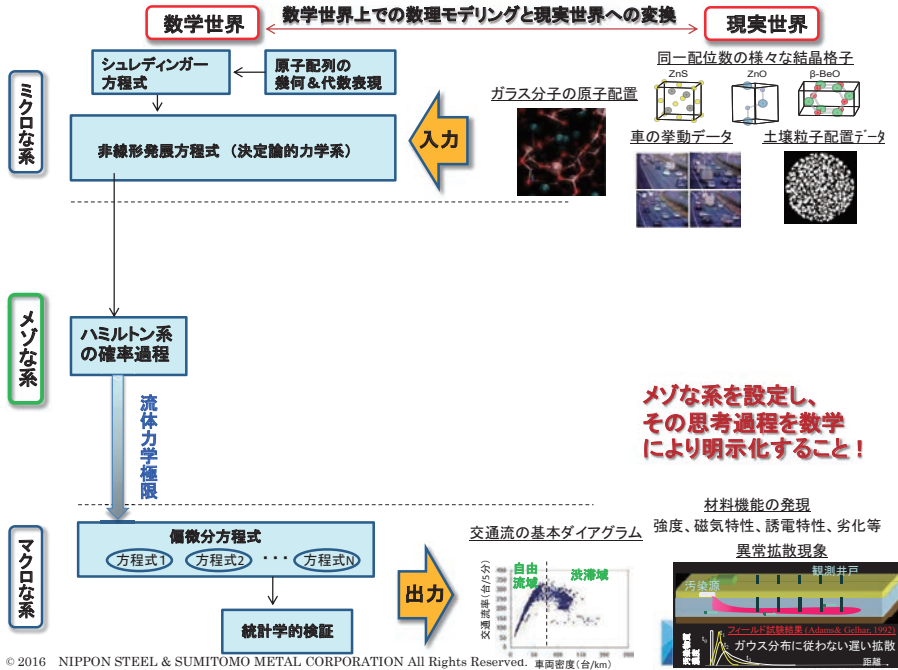 数学世界上での数理モデリングと現実世界への変換
数学世界
現実世界
ミクロな系
シュレディンガー
方程式
原子配列の
幾何&代数表現
非線形発展方程式（決定論的力学系）
入力
同一配位数の様々な結晶格子
ZnS
ZnO
β-BeO
ガラス分子の原子配置
車の挙動データ
土壌粒子配置データ
メゾな系
ハミルトン系
の確率過程
流体力学極限
メゾな系を設定し、
その思考過程を数学
により明示化すること！
マクロな系
偏微分方程式
方程式1
方程式2
・・・
方程式N
統計学的検証
出力
交通流の基本ダイアグラム
交通流率（台/5分）
自由
流域
渋滞域
車両密度（台/km）
材料機能の発現
強度、磁気特性、誘電特性、劣化等
異常拡散現象
観測井戸
汚染源
フィールド試験結果 (Adams& Gelhar, 1992)
ガウス分布に従わない遅い拡散
距離
© 2016 NIPPON STEEL & SUMITOMO METAL CORPORATION All Rights Reserved.